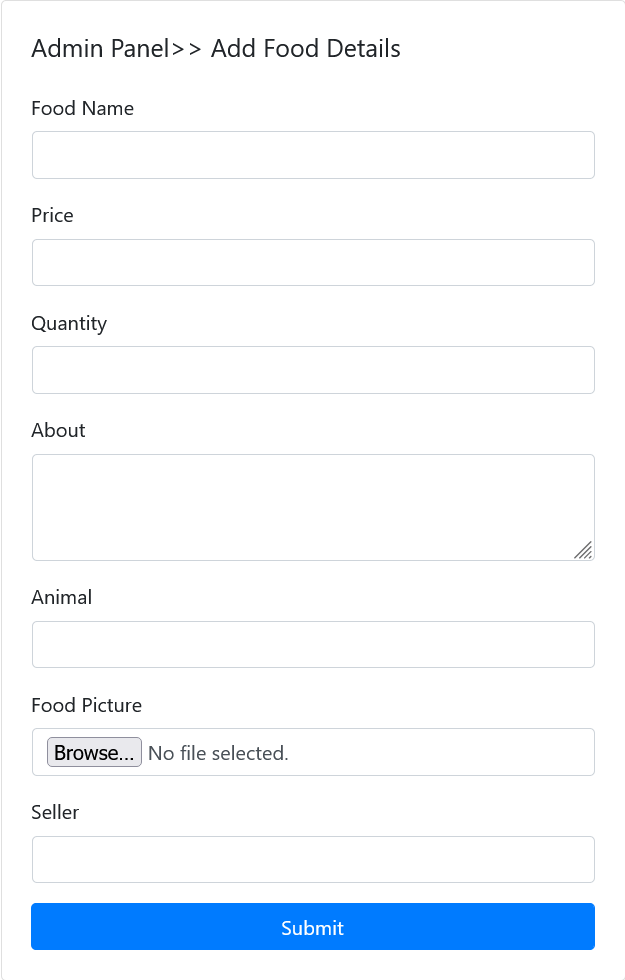 Admin Panel>> Add Food Details
Food Name
Price
Quantity
About
Animal
Food Picture
Browse... No file selected.
Seller
Submit